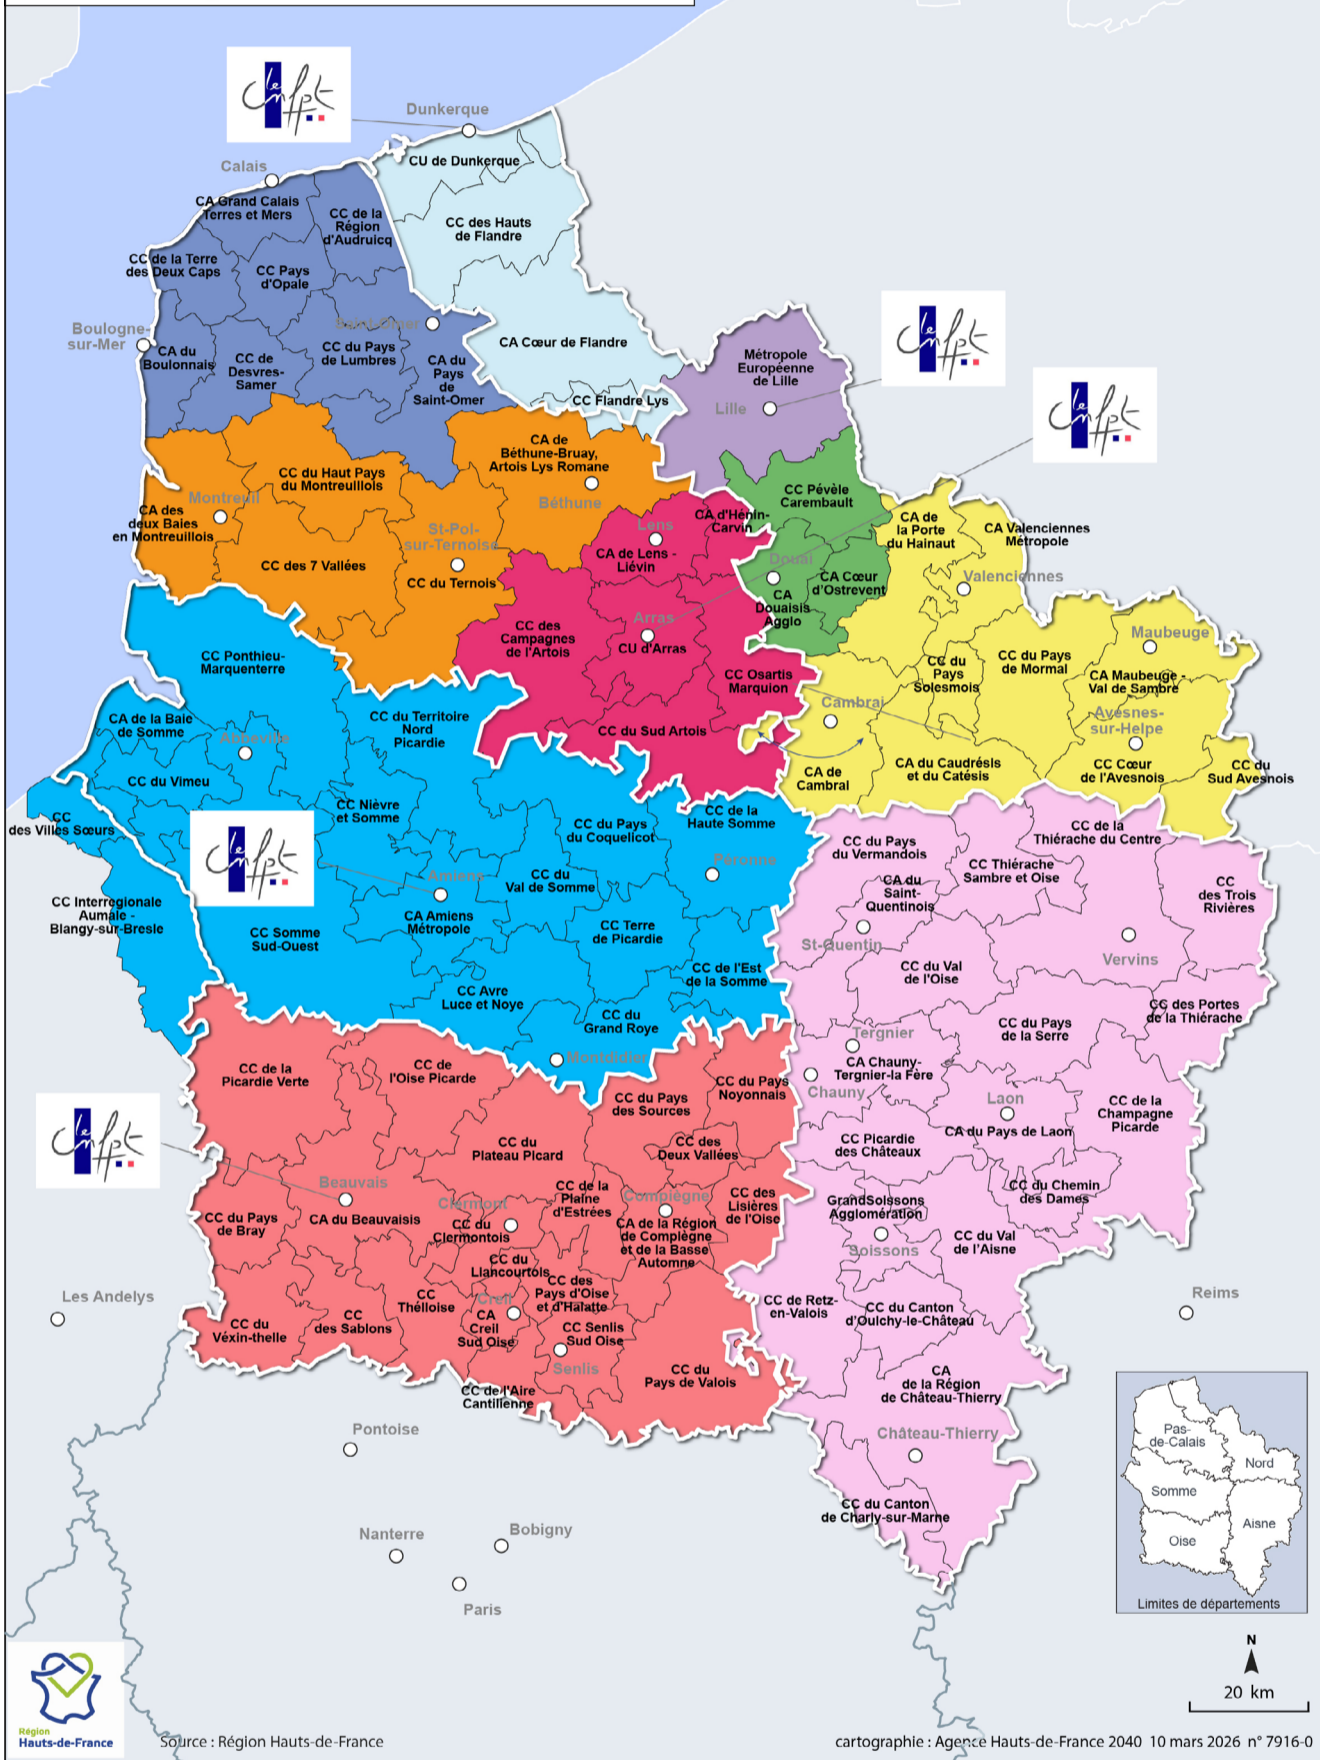 le cnfpt
Dunkerque
Calais
CU de Dunkerque
CA Grand Calais
Terres et Mers
CC de la
Région
d'Audruicq
CC des Hauts
de Flandre
CC de la Terre
des Deux Caps
CC Pays
d'Opale
Boulogne-
sur-Mer
Saint-Omer
CA du
Boulonnais
CC de
Desvres-
Samer
CC du Pays
de Lumbres
CA du
Pays
de
Saint-Omer
CA Cœur de Flandre
CC Flandre Lys
Métropole
Européenne
de Lille
Lille
le cnfpt
le cnfpt
CA de
Béthune-Bruay,
Artois Lys Romane
Béthune
CC du Haut Pays
du Montreuillois
Montreuil
CA des
deux Baies
en Montreuillois
St-Pol-
sur-Ternoise
CC des 7 Vallées
CC du Ternois
Lens
CA d'Hénin-
Carvin
CA de Lens -
Liévin
CC Pévèle
Carembault
Douai
CA
Douaisis
Agglo
CA Cœur
d'Ostrevent
CA de
la Porte
du Hainaut
CA Valenciennes
Métropole
Valenciennes
CC des
Campagnes
de l'Artois
Arras
CU d'Arras
CC Osartis
Marquion
CC du Sud Artois
Cambrai
CA de
Cambrai
CC du
Pays
Solesmois
CC du Pays
de Mormal
Maubeuge
CA Maubeuge -
Val de Sambre
Avesnes-
sur-Helpe
CA du Caudrésis
et du Catésis
CC Cœur
de l'Avesnois
CC du
Sud Avesnois
CC Ponthieu-
Marquenterre
CA de la Baie
de Somme
Abbeville
CC du Territoire
Nord
Picardie
CC du Vimeu
CC
des Villes Sœurs
CC Nièvre
et Somme
CC du Pays
du Coquelicot
CC de la
Haute Somme
Péronne
le cnfpt
Amiens
CA Amiens
Métropole
CC du
Val de Somme
CC Terre
de Picardie
CC Interrégionale
Aumale -
Blangy-sur-Bresle
CC Somme
Sud-Ouest
CC Avre
Luce et Noye
CC de l'Est
de la Somme
CC du
Grand Roye
Montdidier
CC du Pays
du Vermandois
CC de la
Thiérache du Centre
CC Thiérache
Sambre et Oise
CA du
Saint-
Quentinois
St-Quentin
CC
des Trois
Rivières
Vervins
CC du Val
de l'Oise
CC des Portes
de la Thiérache
CC du Pays
de la Serre
Tergnier
CA Chauny-
Tergnier-la Fère
Chauny
Laon
CA du Pays de Laon
CC de la
Champagne
Picarde
CC Picardie
des Châteaux
CC du Chemin
des Dames
GrandSoissons
Agglomération
Soissons
CC du Val
de l'Aisne
CC de Retz-
en-Valois
CC du Canton
d'Oulchy-le-Château
CA
de la Région
de Château-Thierry
Château-Thierry
CC du Canton
de Charly-sur-Marne
CC de la
Picardie Verte
CC de
l'Oise Picarde
CC du Pays
des Sources
CC du Pays
Noyonnais
le cnfpt
CC du
Plateau Picard
CC des
Deux Vallées
Beauvais
CA du Beauvaisis
CC du Pays
de Bray
Clermont
CC du
Clermontois
CC de la
Plaine
d'Estrées
Compiègne
CA de la Région
de Compiègne
et de la Basse
Automne
CC des
Lisières
de l'Oise
CC du
Liancourtois
CC des
Pays d'Oise
et d'Halatte
CC
Thelloise
Creil
CA
Creil
Sud Oise
CC Senlis
Sud Oise
Senlis
CC du
Vexin-thelle
CC
des Sablons
CC de l'Aire
Cantilienne
CC du
Pays de Valois
Les Andelys
Reims
Pontoise
Nanterre
Bobigny
Paris
Pas-
de-Calais
Nord
Somme
Aisne
Oise
Limites de départements
N
20 km
Région
Hauts-de-France
Source : Région Hauts-de-France
cartographie : Agence Hauts-de-France 2040 10 mars 2026 n° 7916-0